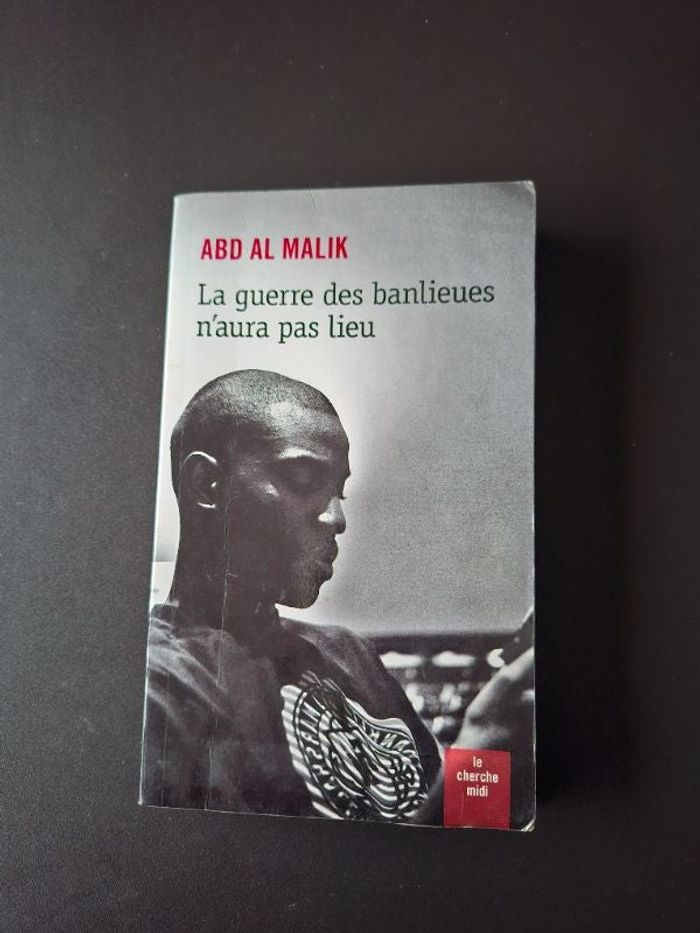 ABD AL MALIK
La guerre des banlieues
n'aura pas lieu
le
cherche
midi